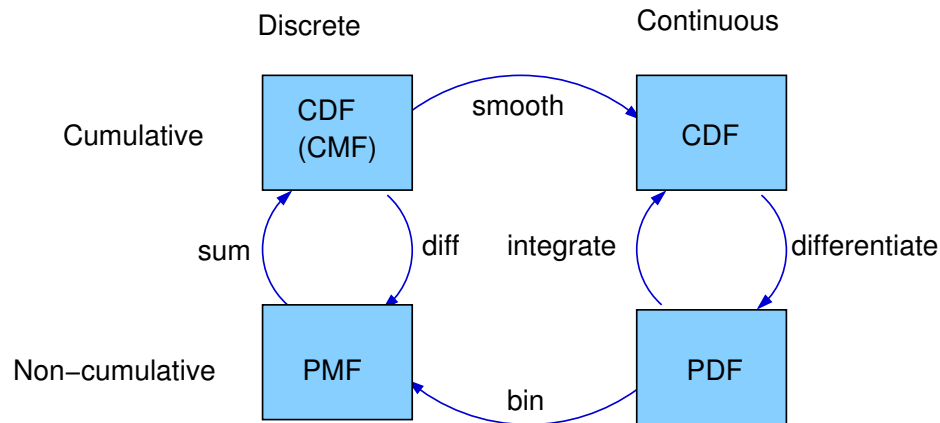 Discrete
Continuous
CDF
(CMF)
smooth
Cumulative
CDF
sum
diff
integrate
differentiate
Non−cumulative
PMF
PDF
bin